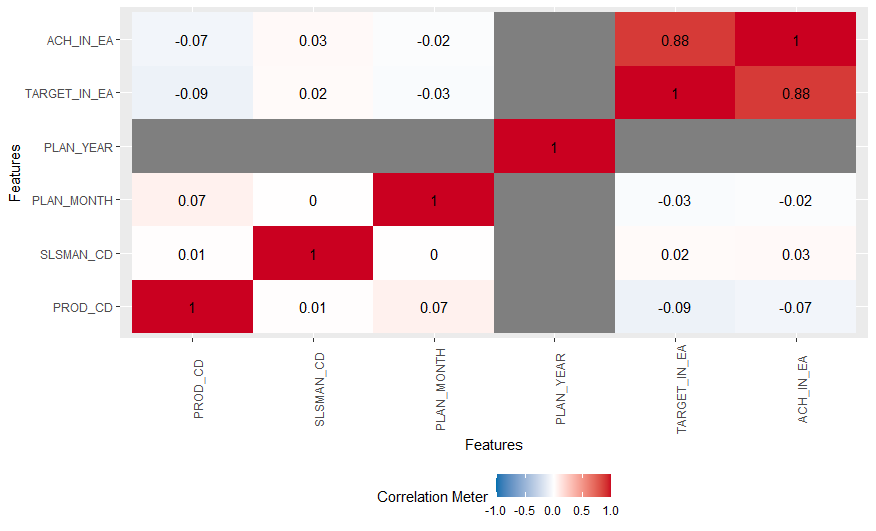 ACH_IN_EA -0.07 0.03 -0.02 0.88 1
TARGET_IN_EA -0.09 0.02 -0.03 1 0.88
PLAN_YEAR 1
PLAN_MONTH 0.07 0 1 -0.03 -0.02
SLSMAN_CD 0.01 1 0 0.02 0.03
PROD_CD 1 0.01 0.07 -0.09 -0.07
Features
PROD_CD SLSMAN_CD PLAN_MONTH PLAN_YEAR TARGET_IN_EA ACH_IN_EA
Features
Correlation Meter
-1.0 -0.5 0.0 0.5 1.0